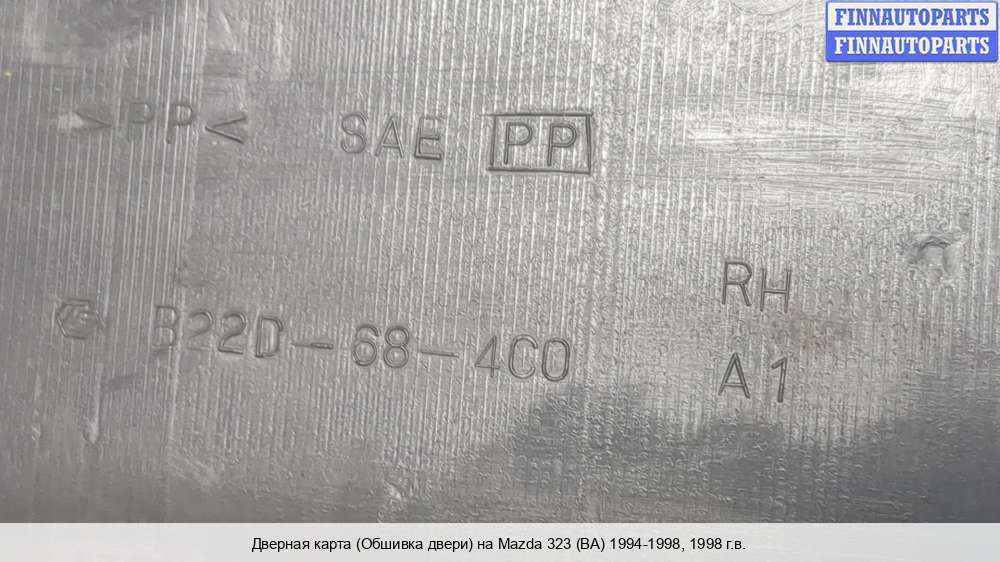 FINNAUTOPARTS
FINNAUTOPARTS
>PP< SAE PP
RH
B22D-68-4C0
A1
Дверная карта (Обшивка двери) на Mazda 323 (BA) 1994-1998, 1998 г.в.